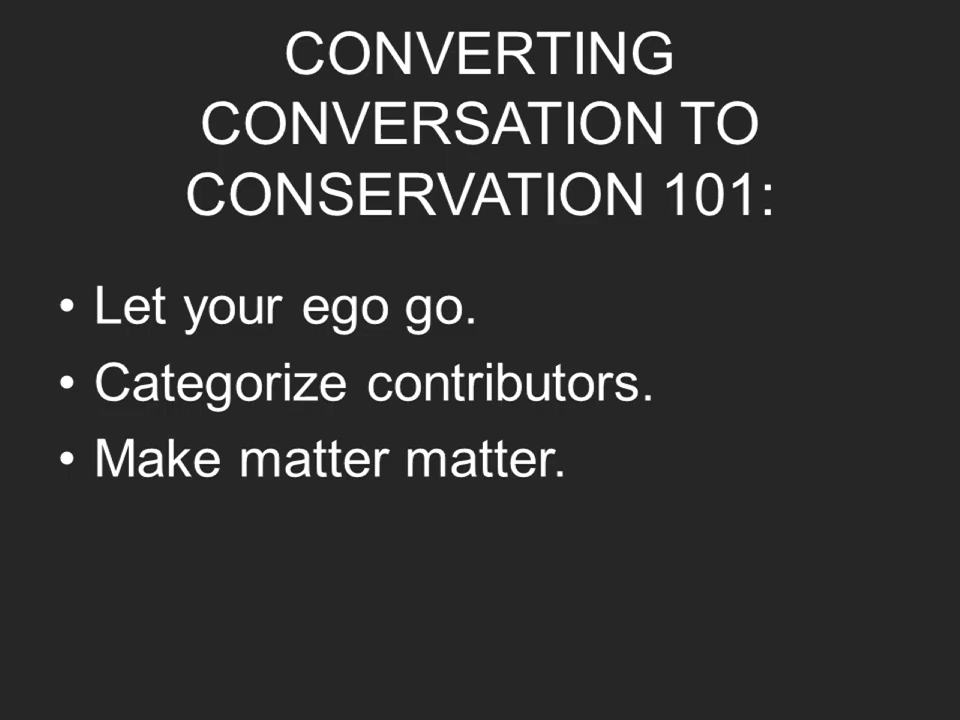 CONVERTING
CONVERSATION TO
CONSERVATION 101:
• Let your ego go.
• Categorize contributors.
• Make matter matter.